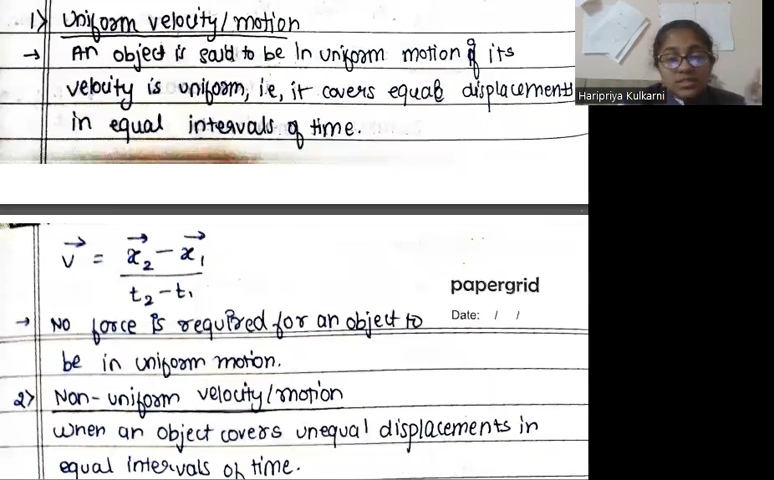 1) Uniform velocity/motion
→ An object is said to be in uniform motion if its
velocity is uniform, i.e, it covers equal displacements
in equal intervals of time.
Haripriya Kulkarni
v⃗ = (x⃗₂ - x⃗₁) / (t₂ - t₁)
papergrid
Date: / /
→ No force is required for an object to
be in uniform motion.
2) Non-uniform velocity/motion
When an object covers unequal displacements in
equal intervals of time.